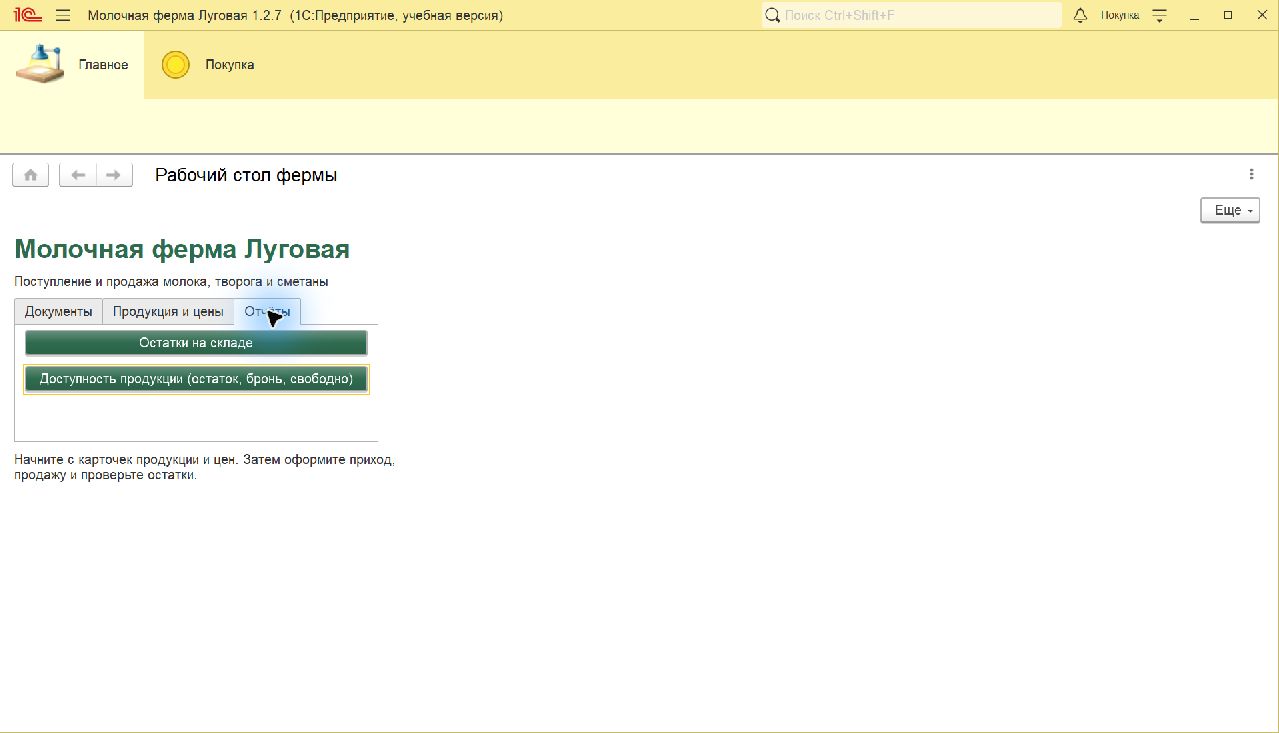 Молочная ферма Луговая 1.2.7 (1С:Предприятие, учебная версия)
Поиск Ctrl+Shift+F
Покупка
Главное
Покупка
Рабочий стол фермы
Еще
Молочная ферма Луговая
Поступление и продажа молока, творога и сметаны
Документы
Продукция и цены
Отчёты
Остатки на складе
Доступность продукции (остаток, бронь, свободно)
Начните с карточек продукции и цен. Затем оформите приход,
продажу и проверьте остатки.